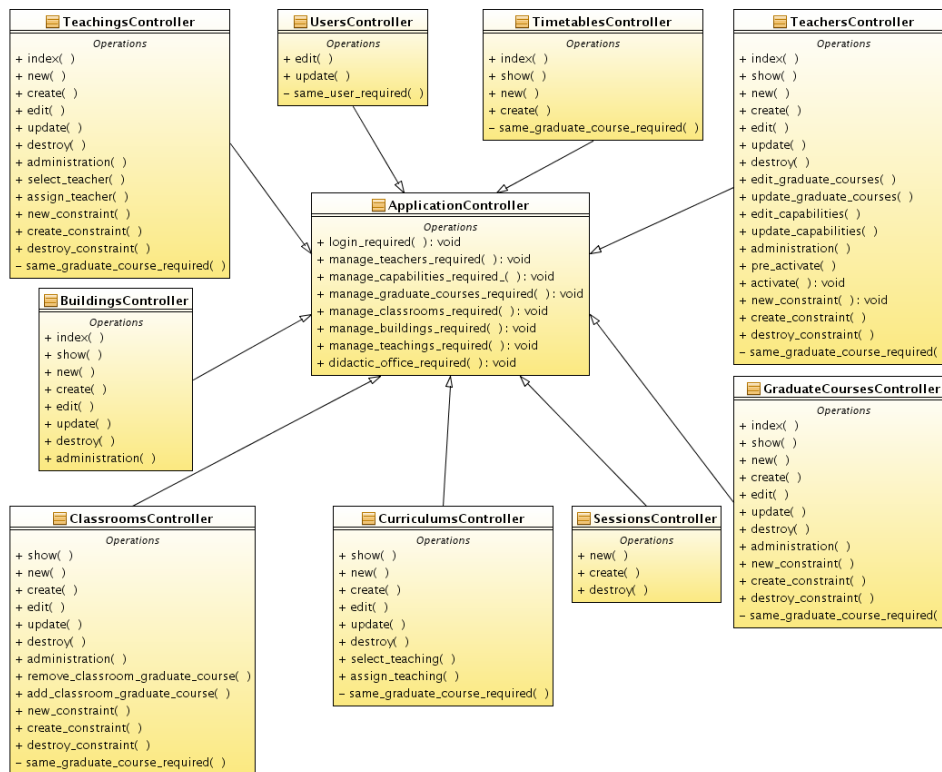 TeachingsController
Operations
+ index( )
+ new( )
+ create( )
+ edit( )
+ update( )
+ destroy( )
+ administration( )
+ select_teacher( )
+ assign_teacher( )
+ new_constraint( )
+ create_constraint( )
+ destroy_constraint( )
− same_graduate_course_required( )
UsersController
Operations
+ edit( )
+ update( )
− same_user_required( )
TimetablesController
Operations
+ index( )
+ show( )
+ new( )
+ create( )
− same_graduate_course_required( )
TeachersController
Operations
+ index( )
+ show( )
+ new( )
+ create( )
+ edit( )
+ update( )
+ destroy( )
+ edit_graduate_courses( )
+ update_graduate_courses( )
+ edit_capabilities( )
+ update_capabilities( )
+ administration( )
+ pre_activate( )
+ activate( ) : void
+ new_constraint( ) : void
+ create_constraint( )
+ destroy_constraint( )
− same_graduate_course_required(
ApplicationController
Operations
+ login_required( ) : void
+ manage_teachers_required( ) : void
+ manage_capabilities_required_( ) : void
+ manage_graduate_courses_required( ) : void
+ manage_classrooms_required( ) : void
+ manage_buildings_required( ) : void
+ manage_teachings_required( ) : void
+ didactic_office_required( ) : void
BuildingsController
Operations
+ index( )
+ show( )
+ new( )
+ create( )
+ edit( )
+ update( )
+ destroy( )
+ administration( )
GraduateCoursesController
Operations
+ index( )
+ show( )
+ new( )
+ create( )
+ edit( )
+ update( )
+ destroy( )
+ administration( )
+ new_constraint( )
+ create_constraint( )
+ destroy_constraint( )
− same_graduate_course_required(
ClassroomsController
Operations
+ show( )
+ new( )
+ create( )
+ edit( )
+ update( )
+ destroy( )
+ administration( )
+ remove_classroom_graduate_course( )
+ add_classroom_graduate_course( )
+ new_constraint( )
+ create_constraint( )
+ destroy_constraint( )
− same_graduate_course_required( )
CurriculumsController
Operations
+ show( )
+ new( )
+ create( )
+ edit( )
+ update( )
+ destroy( )
+ select_teaching( )
+ assign_teaching( )
− same_graduate_course_required( )
SessionsController
Operations
+ new( )
+ create( )
+ destroy( )